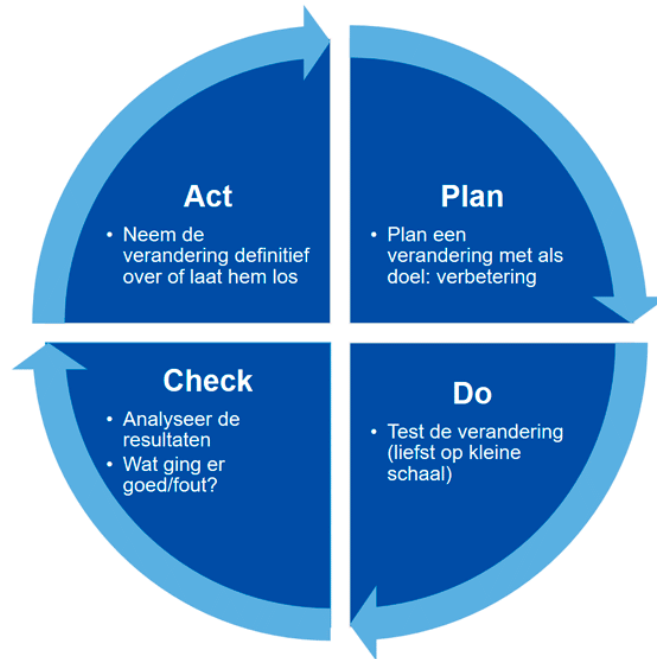 Act
• Neem de
verandering definitief
over of laat hem los
Plan
• Plan een
verandering met als
doel: verbetering
Check
• Analyseer de
resultaten
• Wat ging er
goed/fout?
Do
• Test de verandering
(liefst op kleine
schaal)